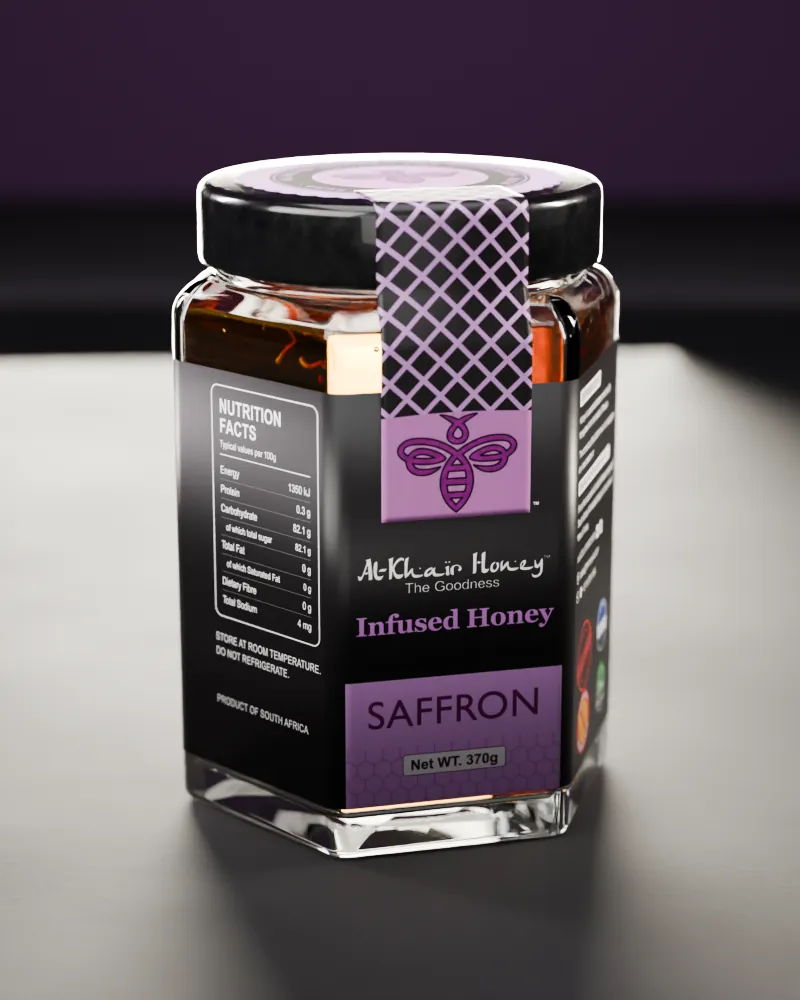 NUTRITION
FACTS
Typical values per 100g
Energy 1350 kJ
Protein 0.3 g
Carbohydrate 82.1 g
of which total sugar 82.1 g
Total Fat 0 g
of which Saturated Fat 0 g
Dietary Fibre 0 g
Total Sodium 4 mg
STORE AT ROOM TEMPERATURE.
DO NOT REFRIGERATE.
PRODUCT OF SOUTH AFRICA
™
Al-Khair Honey™
The Goodness
Infused Honey
SAFFRON
Net WT. 370g